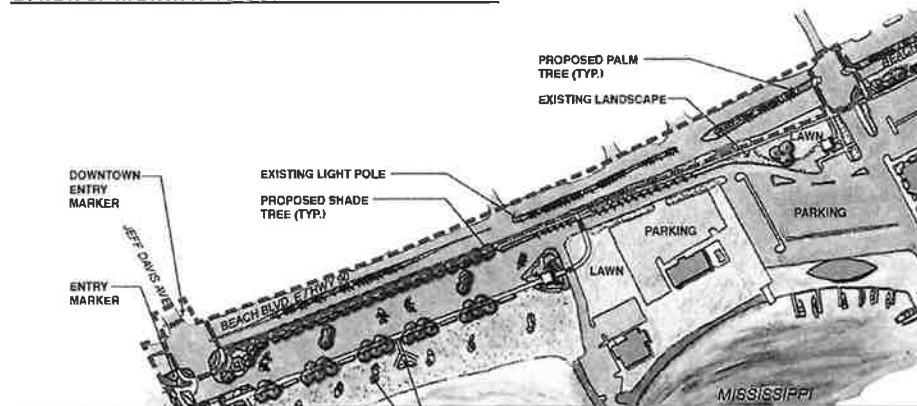 PROPOSED PALM
TREE (TYP.)
EXISTING LANDSCAPE
BEACH
LAWN
DOWNTOWN
ENTRY
MARKER
EXISTING LIGHT POLE
PROPOSED SHADE
TREE (TYP.)
PARKING
JEFF DAVIS AVE
PARKING
LAWN
ENTRY
MARKER
BEACH BLVD. E / HWY 90
MISSISSIPPI